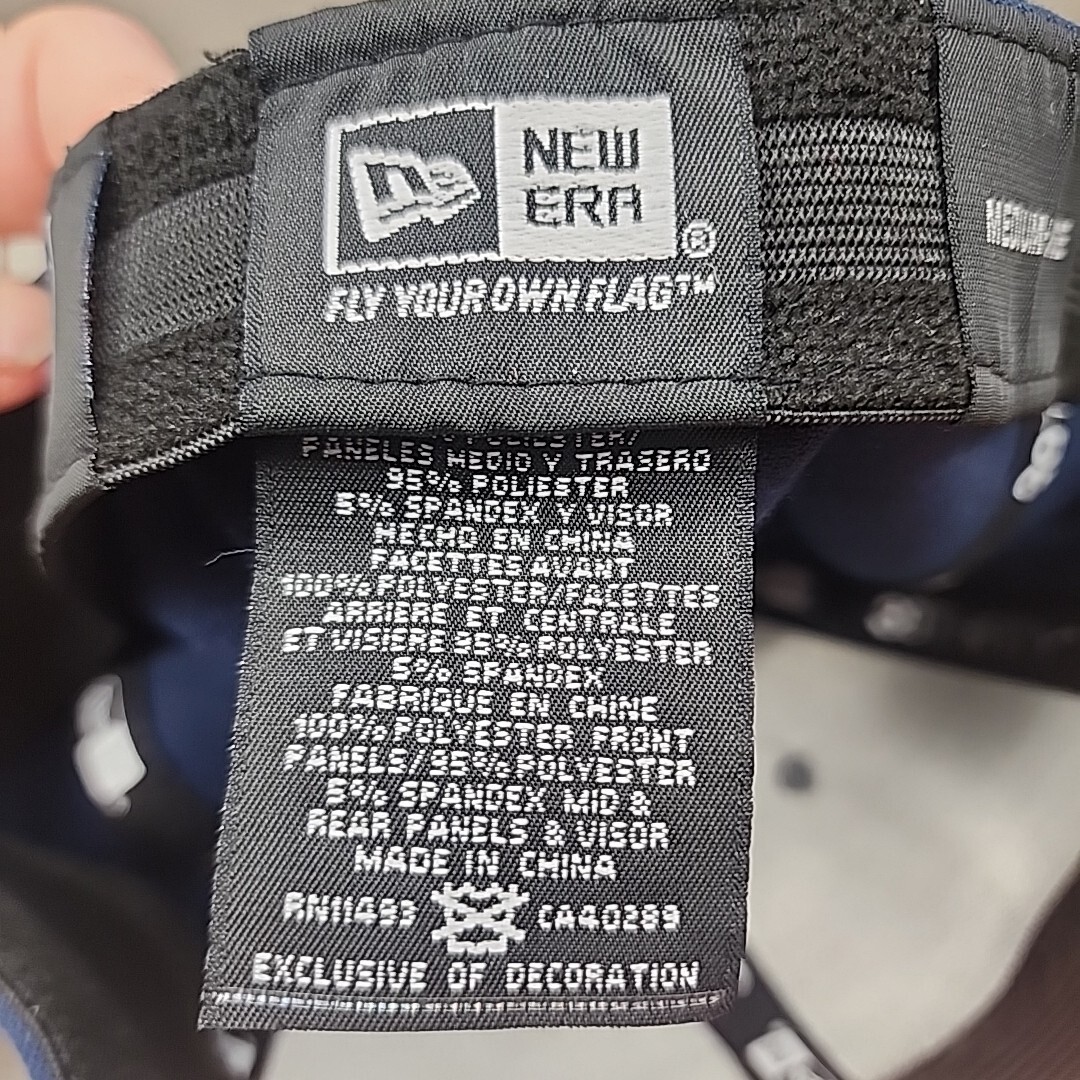 NEW
ERA
®
FLY YOUR OWN FLAG™
POLIESTER/
PANELES MEDIO Y TRASERO
95% POLIESTER
5% SPANDEX Y VISOR
HECHO EN CHINA
FACETTES AVANT
100% POLYESTER/FACETTES
ARRIERE ET CENTRALE
ET VISIERE 95% POLYESTER
5% SPANDEX
FABRIQUE EN CHINE
100% POLYESTER FRONT
PANELS/95% POLYESTER
5% SPANDEX MID &
REAR PANELS & VISOR
MADE IN CHINA
RN11493 CA40289
EXCLUSIVE OF DECORATION